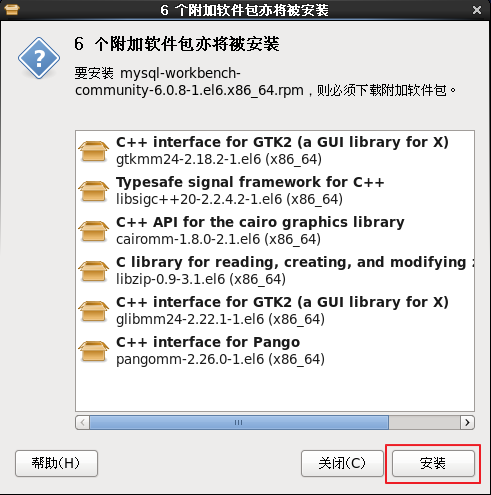 6 个附加软件包亦将被安装
6 个附加软件包亦将被安装
要安装 mysql-workbench-
community-6.0.8-1.el6.x86_64.rpm，则必须下载附加软件包。
C++ interface for GTK2 (a GUI library for X)
gtkmm24-2.18.2-1.el6 (x86_64)
Typesafe signal framework for C++
libsigc++20-2.2.4.2-1.el6 (x86_64)
C++ API for the cairo graphics library
cairomm-1.8.0-2.1.el6 (x86_64)
C library for reading, creating, and modifying
libzip-0.9-3.1.el6 (x86_64)
C++ interface for GTK2 (a GUI library for X)
glibmm24-2.22.1-1.el6 (x86_64)
C++ interface for Pango
pangomm-2.26.0-1.el6 (x86_64)
帮助(H)
关闭(C)
安装